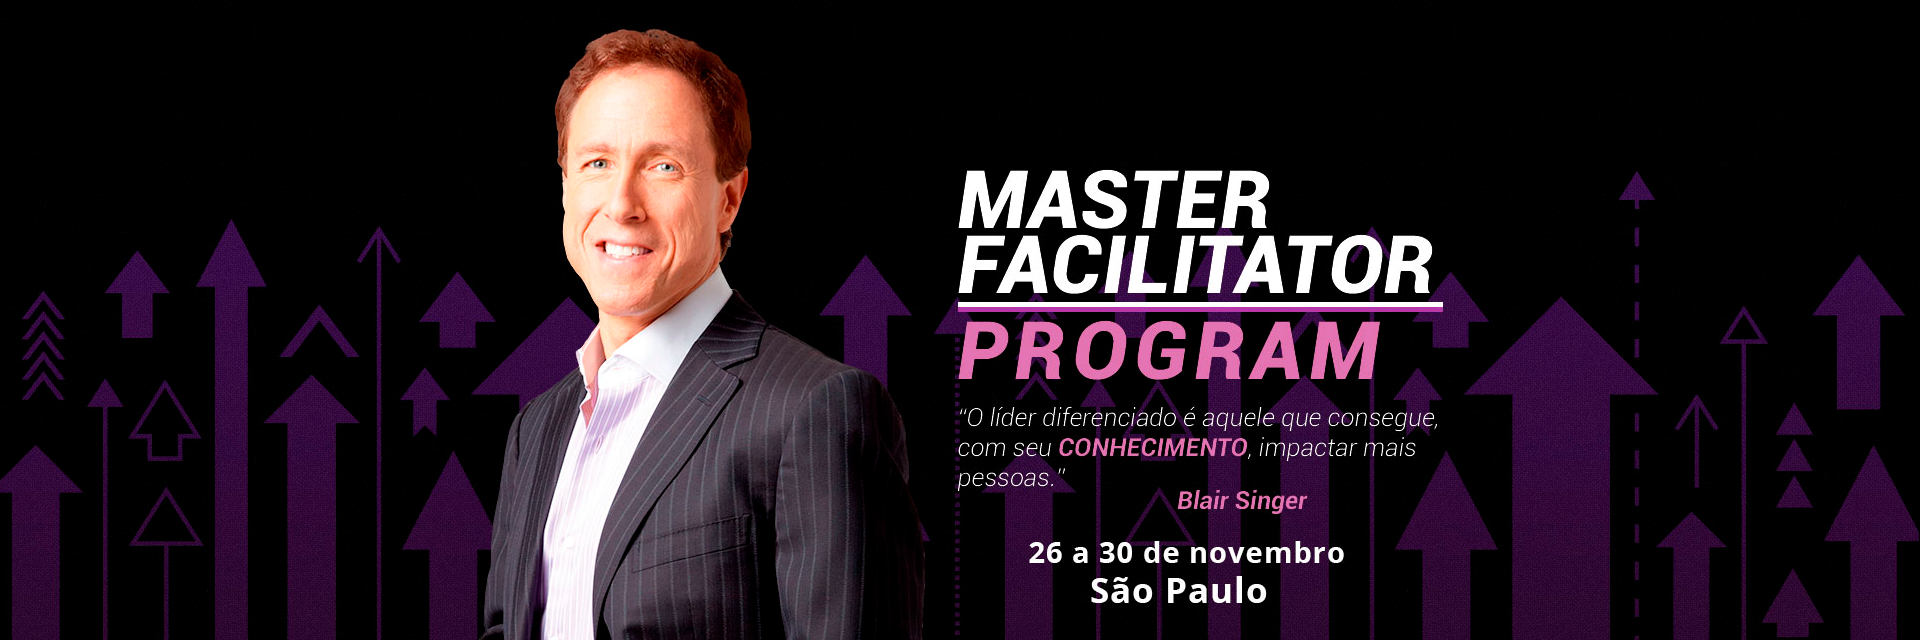 MASTER
FACILITATOR
PROGRAM
“O líder diferenciado é aquele que consegue,
com seu CONHECIMENTO, impactar mais
pessoas."
Blair Singer
26 a 30 de novembro
São Paulo